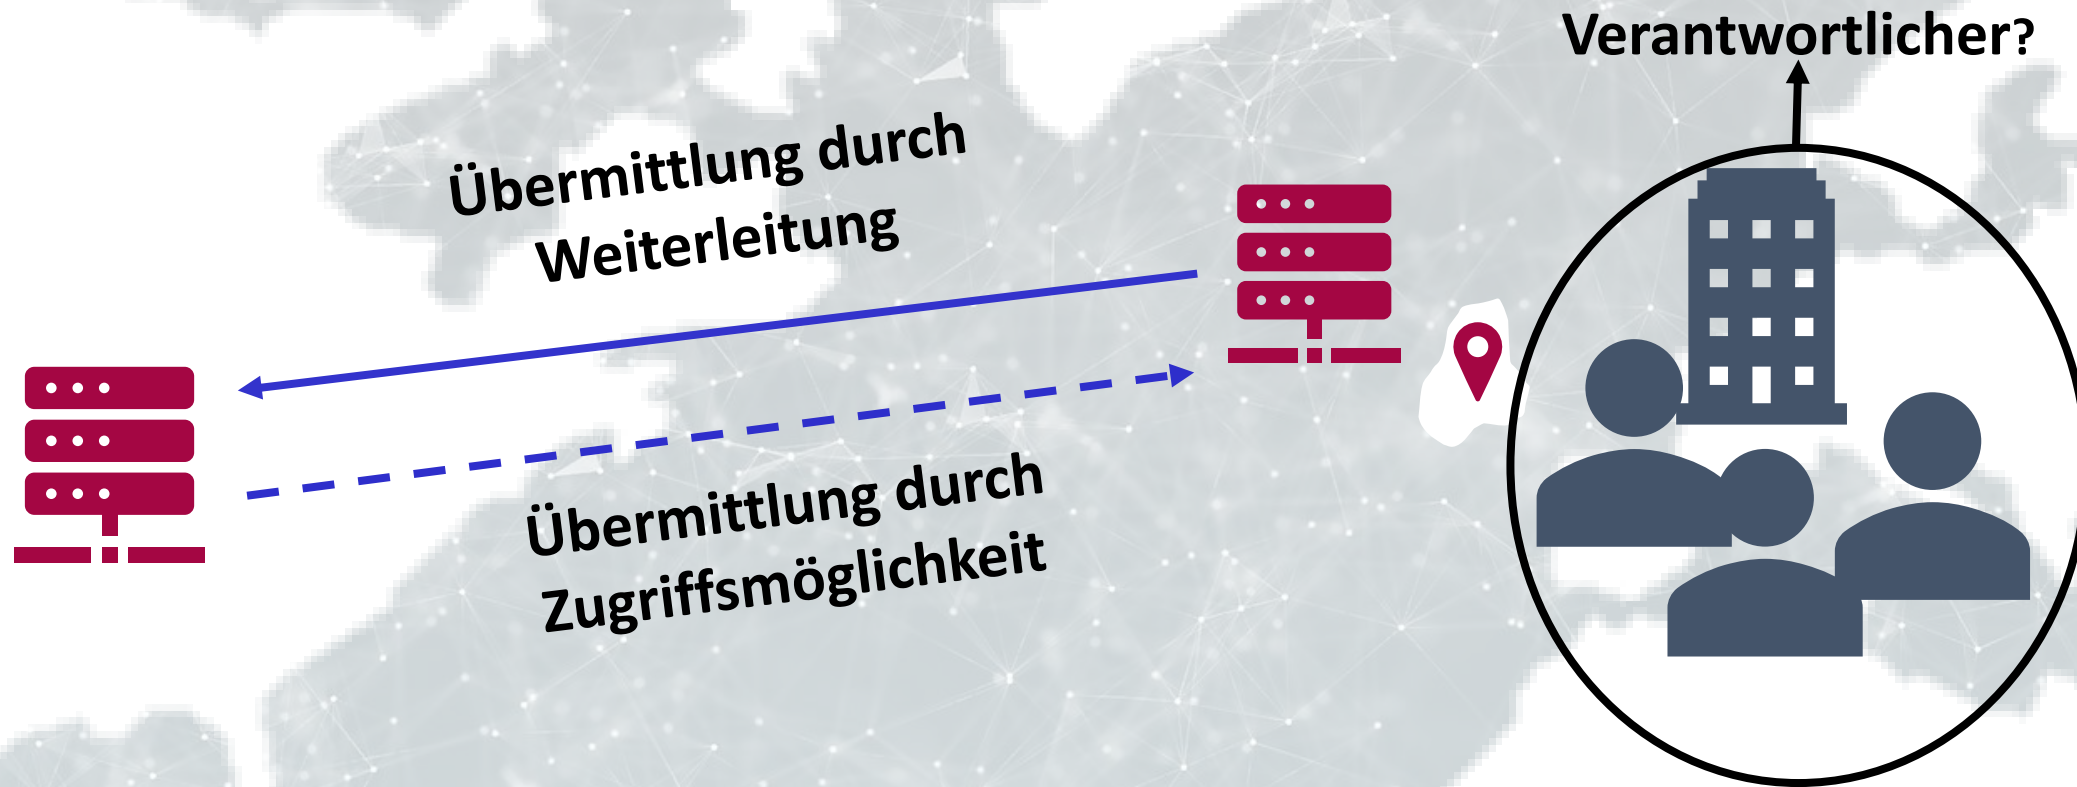 Verantwortlicher?
Übermittlung durch
Weiterleitung
Übermittlung durch
Zugriffsmöglichkeit